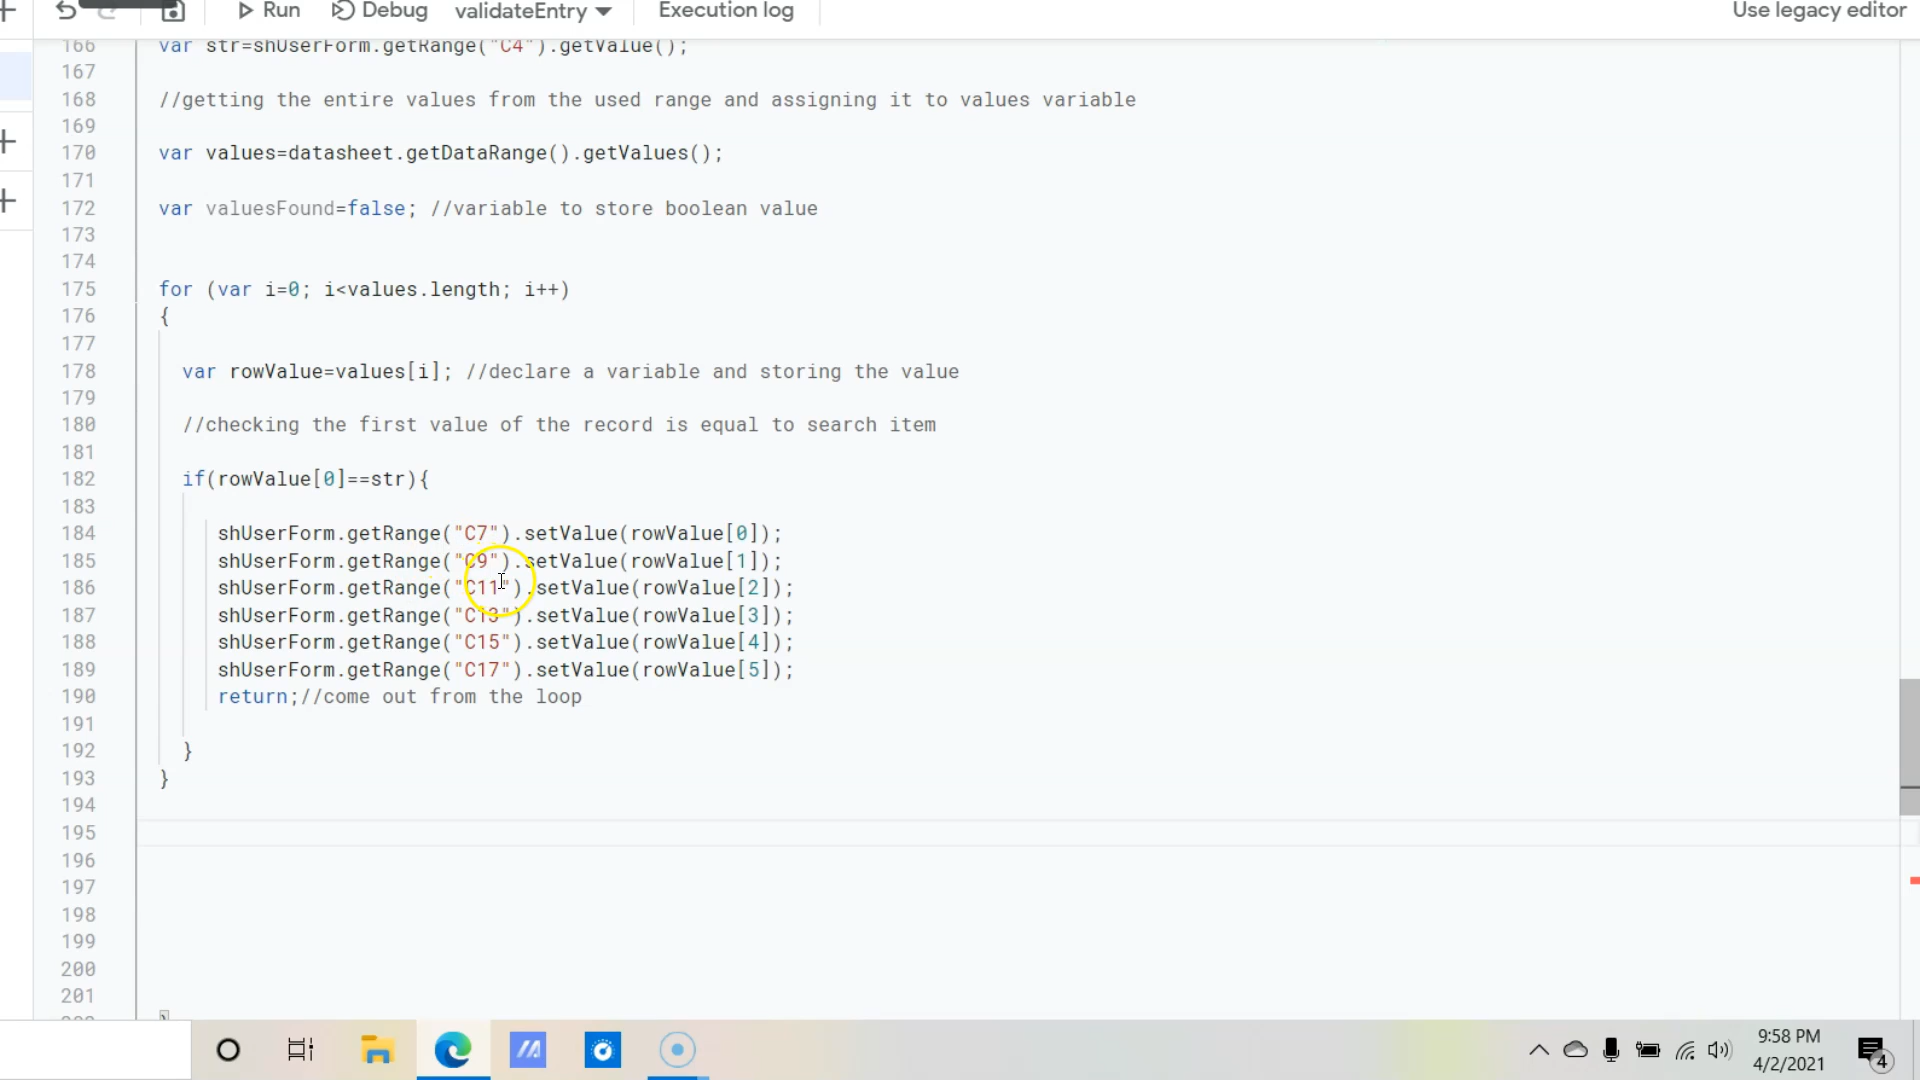 Run Debug validateEntry Execution log Use legacy editor
166 var str=shUserForm.getRange("C4").getValue();
167
168 //getting the entire values from the used range and assigning it to values variable
169
170 var values=datasheet.getDataRange().getValues();
171
172 var valuesFound=false; //variable to store boolean value
173
174
175 for (var i=0; i<values.length; i++)
176 {
177
178 var rowValue=values[i]; //declare a variable and storing the value
179
180 //checking the first value of the record is equal to search item
181
182 if(rowValue[0]==str){
183
184 shUserForm.getRange("C7").setValue(rowValue[0]);
185 shUserForm.getRange("C9").setValue(rowValue[1]);
186 shUserForm.getRange("C11").setValue(rowValue[2]);
187 shUserForm.getRange("C13").setValue(rowValue[3]);
188 shUserForm.getRange("C15").setValue(rowValue[4]);
189 shUserForm.getRange("C17").setValue(rowValue[5]);
190 return;//come out from the loop
191
192 }
193 }
194
195
196
197
198
199
200
201
9:58 PM
4/2/2021
4